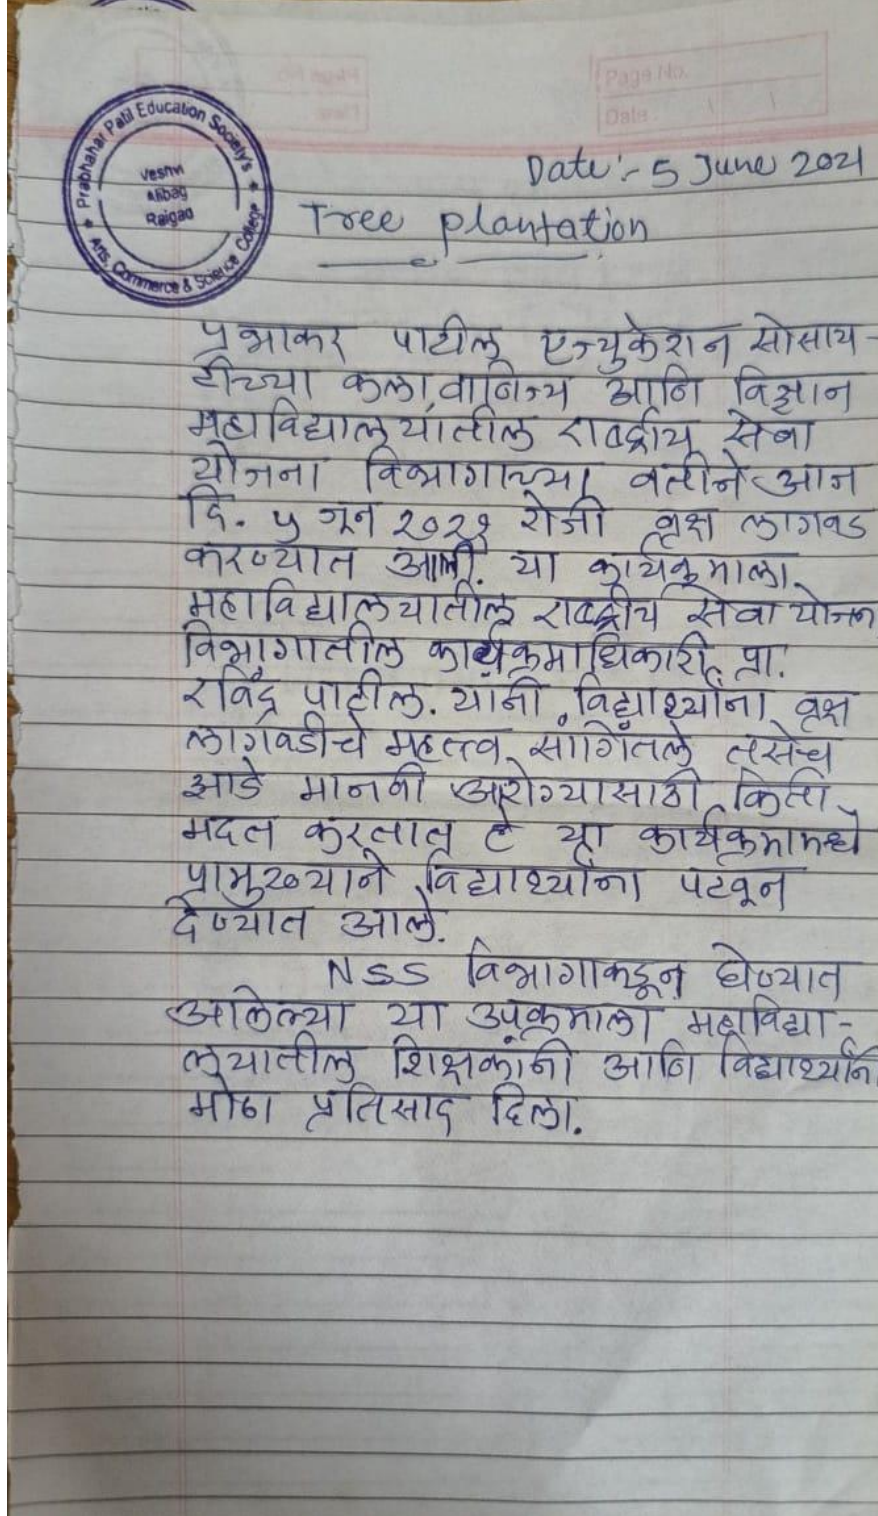 Page No.
Date
Prabhakar Patil Education Society's
Arts, Commerce & Science College
Veshvi
Alibag
Raigad
Date :- 5 June 2021
Tree plantation
प्रभाकर पाटील एज्युकेशन सोसाय-
टीच्या कला, वाणिज्य आणि विज्ञान
महाविद्यालयातील राष्ट्रीय सेवा
योजना विभागाच्या वतीने आज
दि. ५ जून २०२१ रोजी वृक्ष लागवड
करण्यात आली. या कार्यक्रमाला
महाविद्यालयातील राष्ट्रीय सेवा योजना
विभागातील कार्यक्रमाधिकारी प्रा.
रविंद्र पाटील. यांनी विद्यार्थ्यांना वृक्ष
लागवडीचे महत्त्व सांगितले तसेच
झाडे मानवी आरोग्यासाठी किती
मदत करतात हे या कार्यक्रमामध्ये
प्रामुख्याने विद्यार्थ्यांना पटवून
देण्यात आले.
NSS विभागाकडून घेण्यात
आलेल्या या उपक्रमाला महाविद्या-
लयातील शिक्षकांनी आणि विद्यार्थ्यांनी
मोठा प्रतिसाद दिला.